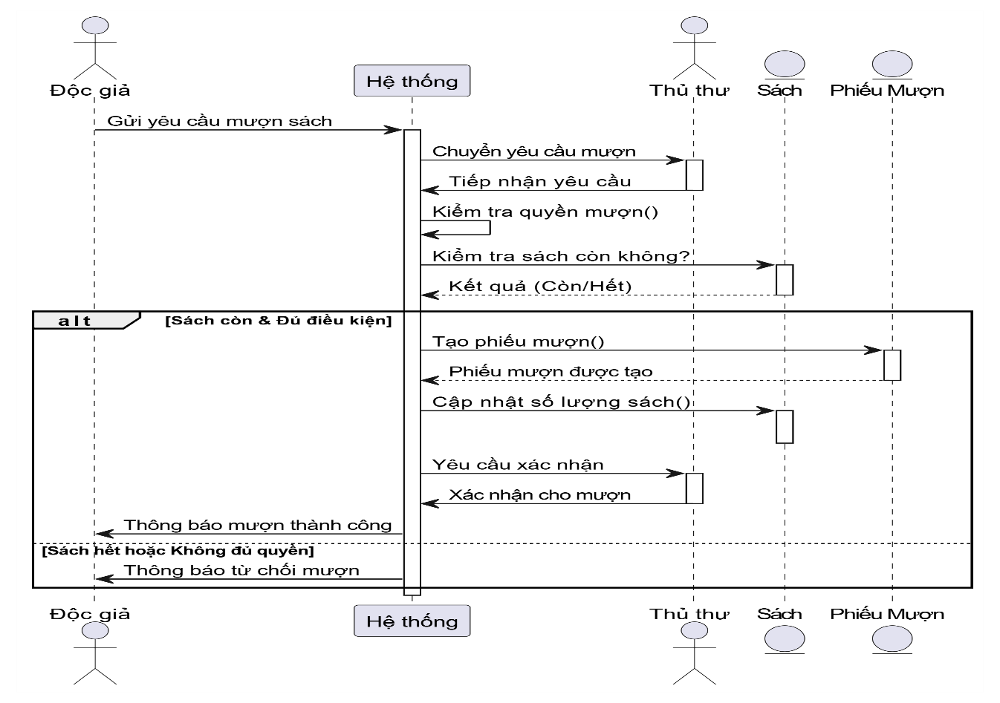 Độc giả
Hệ thống
Thủ thư
Sách
Phiếu Mượn
Gửi yêu cầu mượn sách
Chuyển yêu cầu mượn
Tiếp nhận yêu cầu
Kiểm tra quyền mượn()
Kiểm tra sách còn không?
Kết quả (Còn/Hết)
alt
[Sách còn & Đủ điều kiện]
Tạo phiếu mượn()
Phiếu mượn được tạo
Cập nhật số lượng sách()
Yêu cầu xác nhận
Xác nhận cho mượn
Thông báo mượn thành công
[Sách hết hoặc Không đủ quyền]
Thông báo từ chối mượn
Độc giả
Hệ thống
Thủ thư
Sách
Phiếu Mượn